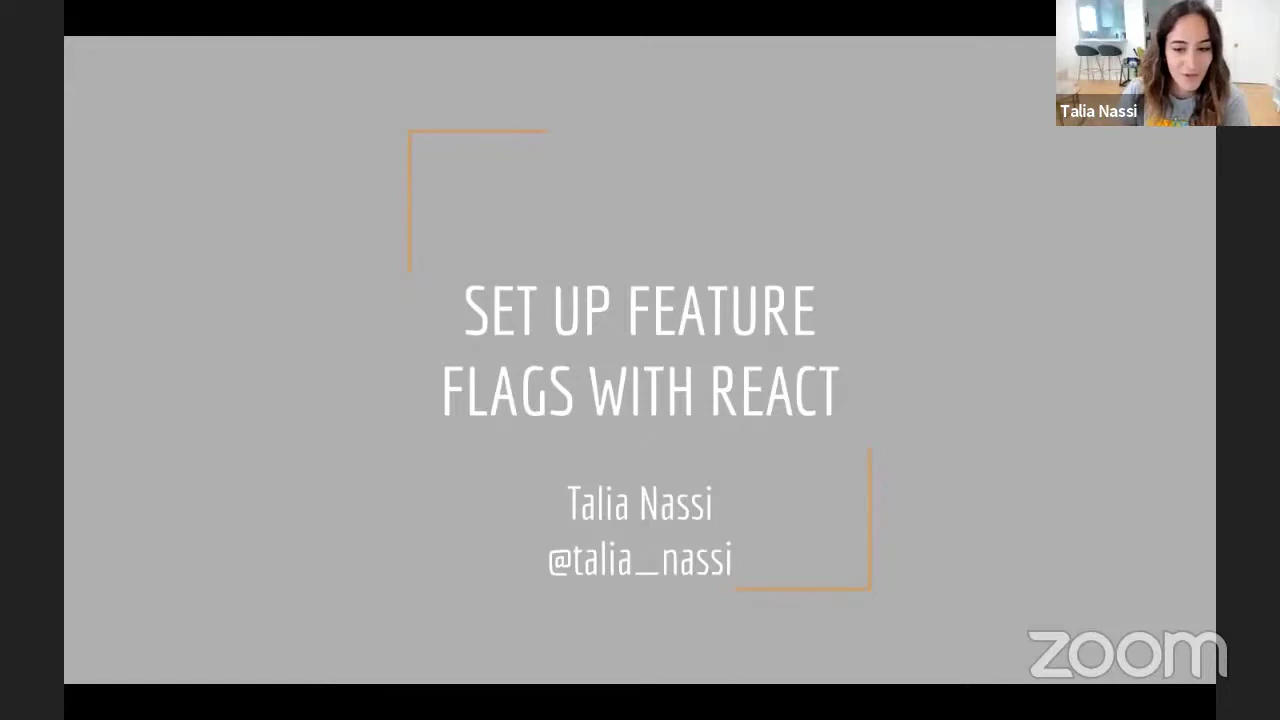 Talia Nassi
SET UP FEATURE
FLAGS WITH REACT
Talia Nassi
@talia_nassi
zoom